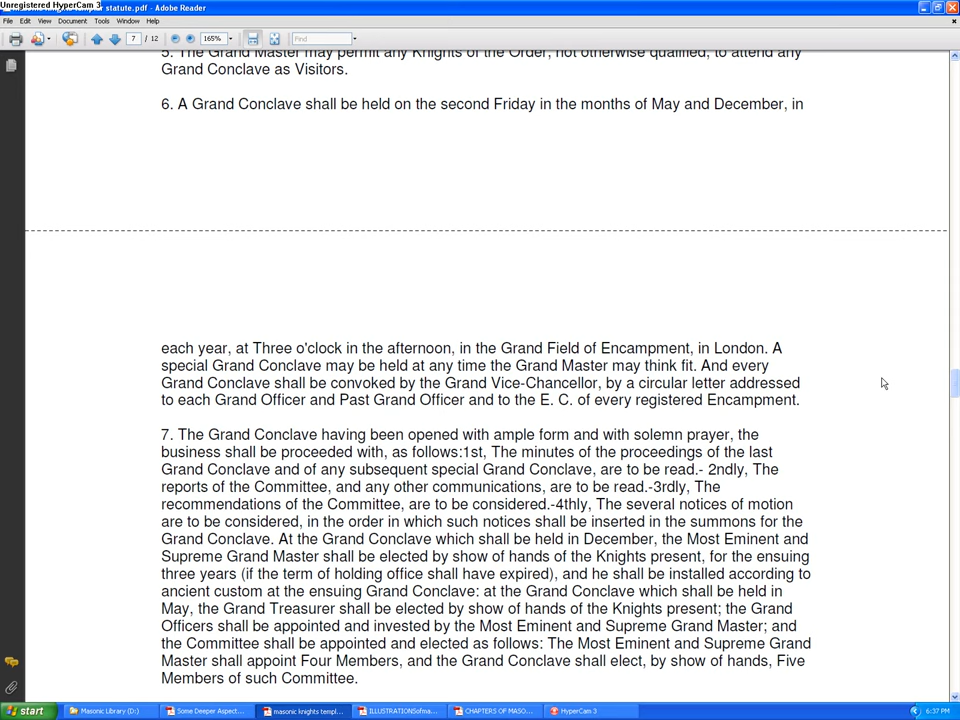 Unregistered HyperCam 3
statute.pdf - Adobe Reader
File Edit View Document Tools Window Help
7 / 12 165% Find
5. The Grand Master may permit any Knights of the Order, not otherwise qualified, to attend any
Grand Conclave as Visitors.
6. A Grand Conclave shall be held on the second Friday in the months of May and December, in
each year, at Three o'clock in the afternoon, in the Grand Field of Encampment, in London. A
special Grand Conclave may be held at any time the Grand Master may think fit. And every
Grand Conclave shall be convoked by the Grand Vice-Chancellor, by a circular letter addressed
to each Grand Officer and Past Grand Officer and to the E. C. of every registered Encampment.
7. The Grand Conclave having been opened with ample form and with solemn prayer, the
business shall be proceeded with, as follows:1st, The minutes of the proceedings of the last
Grand Conclave and of any subsequent special Grand Conclave, are to be read.- 2ndly, The
reports of the Committee, and any other communications, are to be read.-3rdly, The
recommendations of the Committee, are to be considered.-4thly, The several notices of motion
are to be considered, in the order in which such notices shall be inserted in the summons for the
Grand Conclave. At the Grand Conclave which shall be held in December, the Most Eminent and
Supreme Grand Master shall be elected by show of hands of the Knights present, for the ensuing
three years (if the term of holding office shall have expired), and he shall be installed according to
ancient custom at the ensuing Grand Conclave: at the Grand Conclave which shall be held in
May, the Grand Treasurer shall be elected by show of hands of the Knights present; the Grand
Officers shall be appointed and invested by the Most Eminent and Supreme Grand Master; and
the Committee shall be appointed and elected as follows: The Most Eminent and Supreme Grand
Master shall appoint Four Members, and the Grand Conclave shall elect, by show of hands, Five
Members of such Committee.
start Masonic Library (D:) Some Deeper Aspect... masonic knights templ... ILLUSTRATIONSofma... CHAPTERS OF MASO... HyperCam 3 6:37 PM